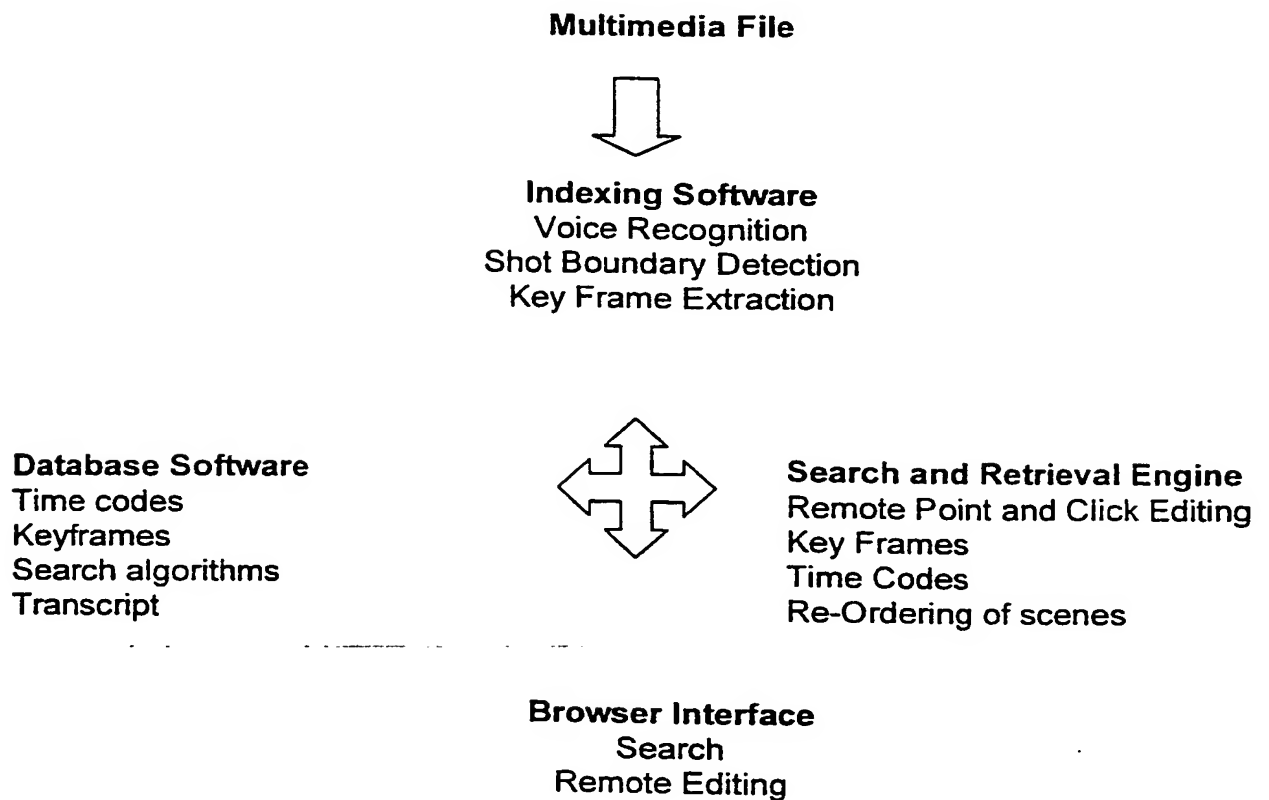 Multimedia File
Indexing Software
Voice Recognition
Shot Boundary Detection
Key Frame Extraction
Database Software
Time codes
Keyframes
Search algorithms
Transcript
Search and Retrieval Engine
Remote Point and Click Editing
Key Frames
Time Codes
Re-Ordering of scenes
Browser Interface
Search
Remote Editing